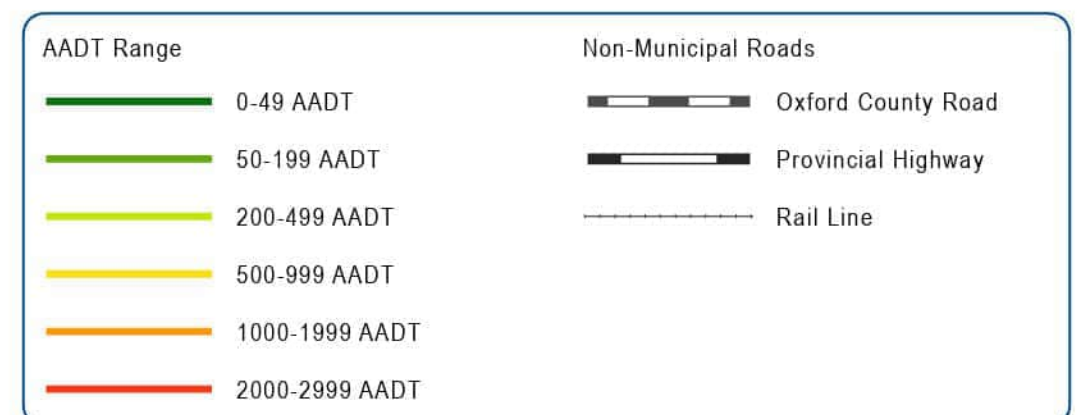 AADT Range
0-49 AADT
50-199 AADT
200-499 AADT
500-999 AADT
1000-1999 AADT
2000-2999 AADT
Non-Municipal Roads
Oxford County Road
Provincial Highway
Rail Line